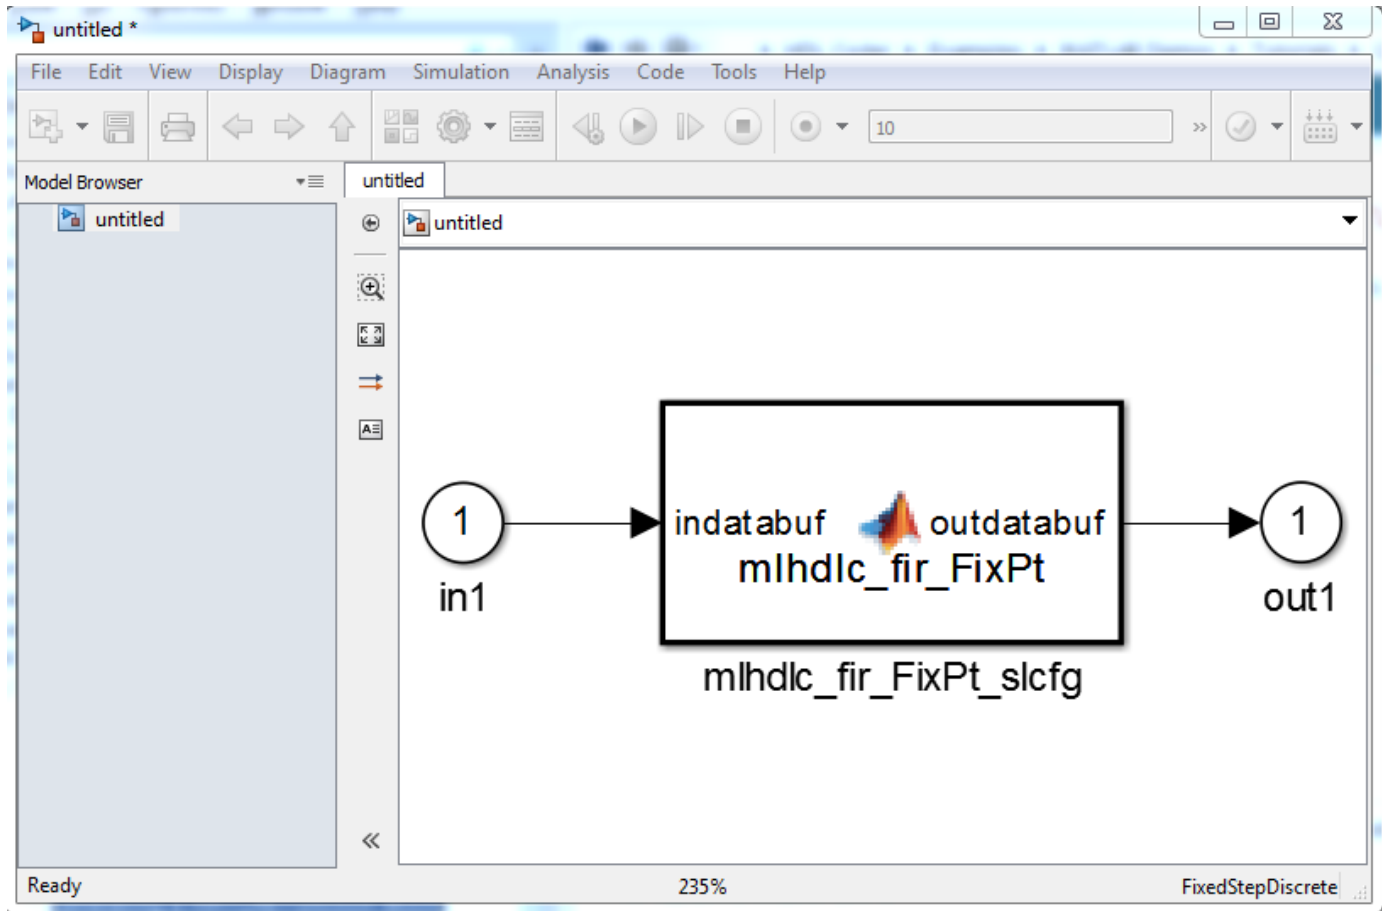 untitled *
File Edit View Display Diagram Simulation Analysis Code Tools Help
10 »
Model Browser
untitled
untitled
untitled
1
indatabuf outdatabuf
1
mlhdlc_fir_FixPt
in1
out1
mlhdlc_fir_FixPt_slcfg
Ready 235% FixedStepDiscrete